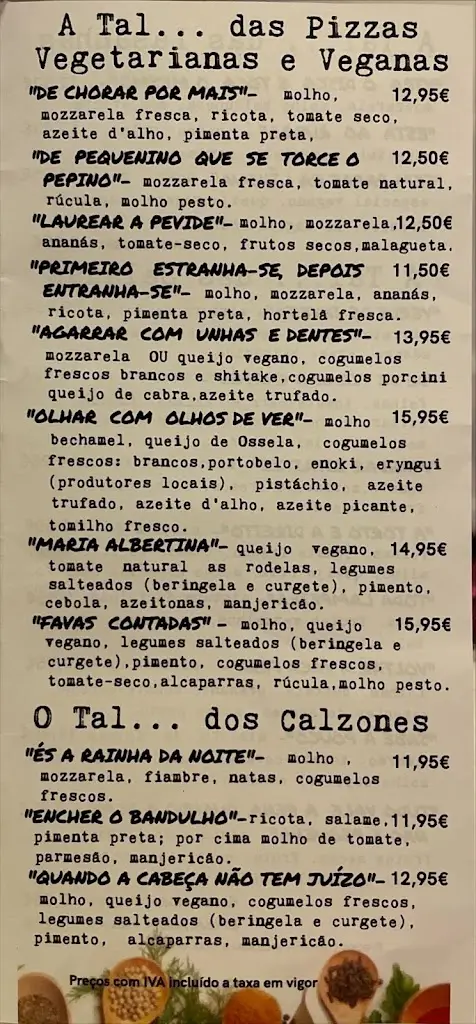 A Tal... das Pizzas
Vegetarianas e Veganas
"DE CHORAR POR MAIS"- molho, 12,95€
mozzarela fresca, ricota, tomate seco,
azeite d'alho, pimenta preta,
"DE PEQUENINO QUE SE TORCE O 12,50€
PEPINO"- mozzarela fresca, tomate natural,
rúcula, molho pesto.
"LAUREAR A PEVIDE"- molho, mozzarela,12,50€
ananás, tomate-seco, frutos secos,malagueta.
"PRIMEIRO ESTRANHA-SE, DEPOIS 11,50€
ENTRANHA-SE"- molho, mozzarela, ananás,
ricota, pimenta preta, hortelã fresca.
"AGARRAR COM UNHAS E DENTES"- 13,95€
mozzarela OU queijo vegano, cogumelos
frescos brancos e shitake,cogumelos porcini
queijo de cabra,azeite trufado.
"OLHAR COM OLHOS DE VER"- molho 15,95€
bechamel, queijo de Ossela, cogumelos
frescos: brancos,portobelo, enoki, eryngui
(produtores locais), pistáchio, azeite
trufado, azeite d'alho, azeite picante,
tomilho fresco.
"MARIA ALBERTINA"- queijo vegano, 14,95€
tomate natural as rodelas, legumes
salteados (beringela e curgete), pimento,
cebola, azeitonas, manjericão.
"FAVAS CONTADAS" - molho, queijo 15,95€
vegano, legumes salteados (beringela e
curgete),pimento, cogumelos frescos,
tomate-seco,alcaparras, rúcula,molho pesto.
O Tal... dos Calzones
"ÉS A RAINHA DA NOITE"- molho , 11,95€
mozzarela, fiambre, natas, cogumelos
frescos.
"ENCHER O BANDULHO"-ricota, salame,11,95€
pimenta preta; por cima molho de tomate,
parmesão, manjericão.
"QUANDO A CABEÇA NÃO TEM JUÍZO"- 12,95€
molho, queijo vegano, cogumelos frescos,
legumes salteados (beringela e curgete),
pimento, alcaparras, manjericão.
Preços com IVA incluído a taxa em vigor